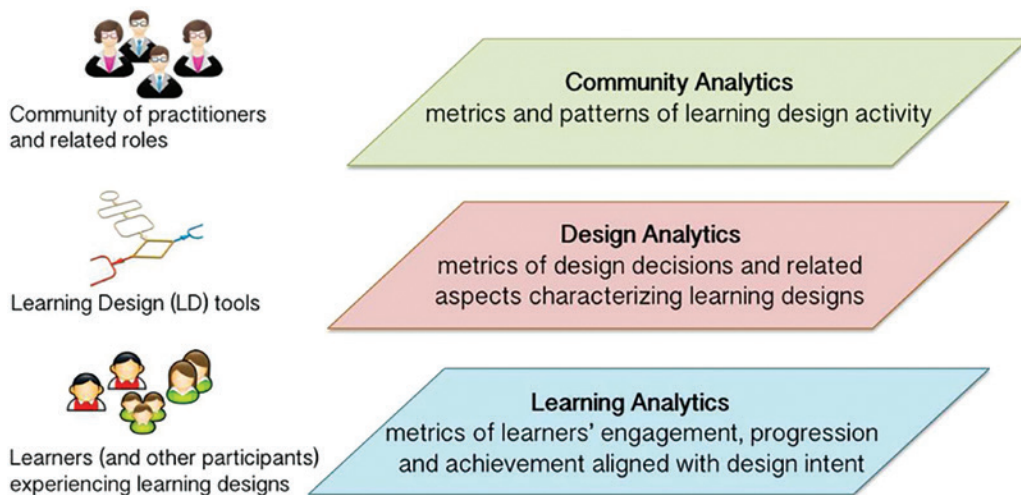 Community of practitioners
and related roles
Community Analytics
metrics and patterns of learning design activity
Learning Design (LD) tools
Design Analytics
metrics of design decisions and related
aspects characterizing learning designs
Learners (and other participants)
experiencing learning designs
Learning Analytics
metrics of learners' engagement, progression
and achievement aligned with design intent